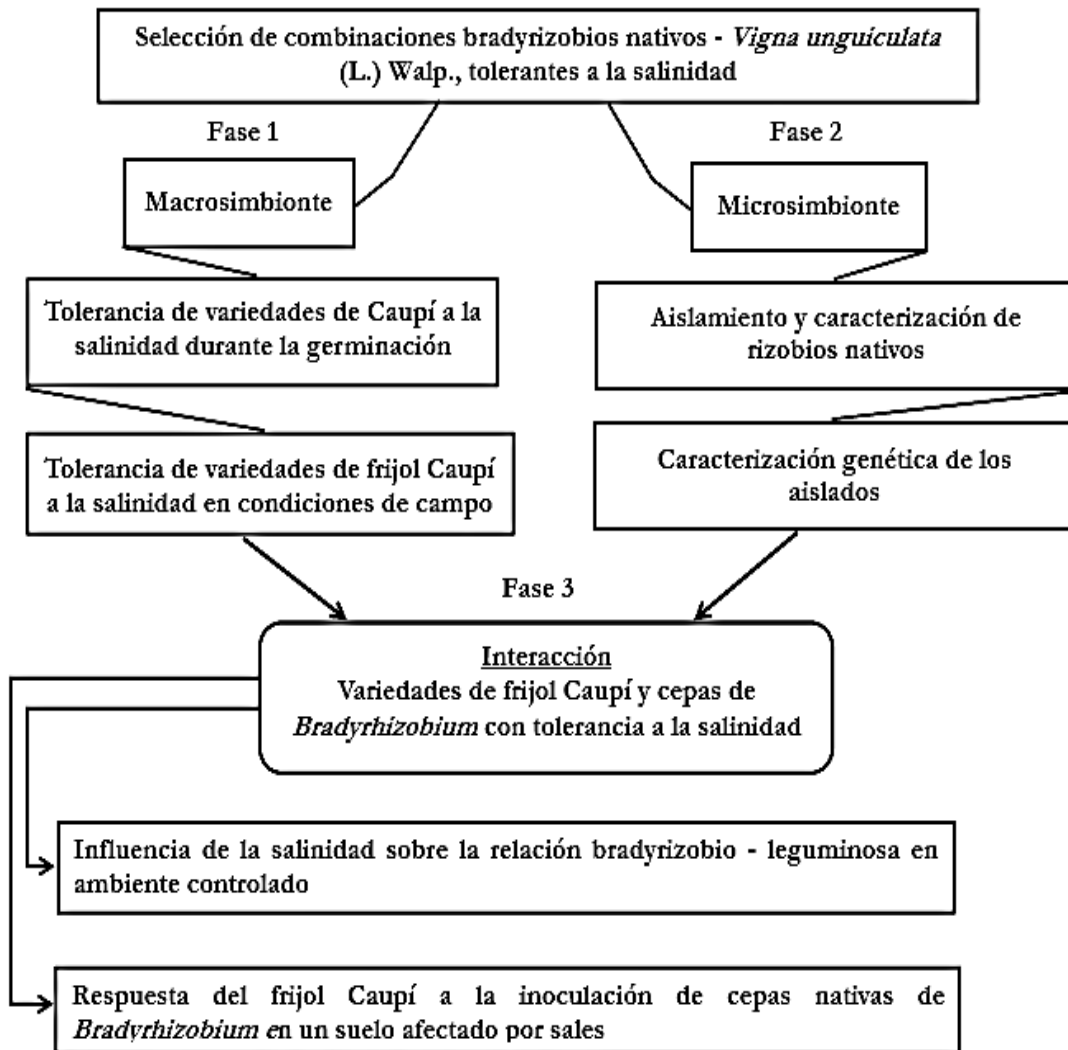 Selección de combinaciones bradyrizobios nativos - Vigna unguiculata
(L.) Walp., tolerantes a la salinidad
Fase 1
Fase 2
Macrosimbionte
Microsimbionte
Tolerancia de variedades de Caupí a la
salinidad durante la germinación
Aislamiento y caracterización de
rizobios nativos
Tolerancia de variedades de frijol Caupí
a la salinidad en condiciones de campo
Caracterización genética de los
aislados
Fase 3
Interacción
Variedades de frijol Caupí y cepas de
Bradyrhizobium con tolerancia a la salinidad
Influencia de la salinidad sobre la relación bradyrizobio - leguminosa en
ambiente controlado
Respuesta del frijol Caupí a la inoculación de cepas nativas de
Bradyrhizobium en un suelo afectado por sales